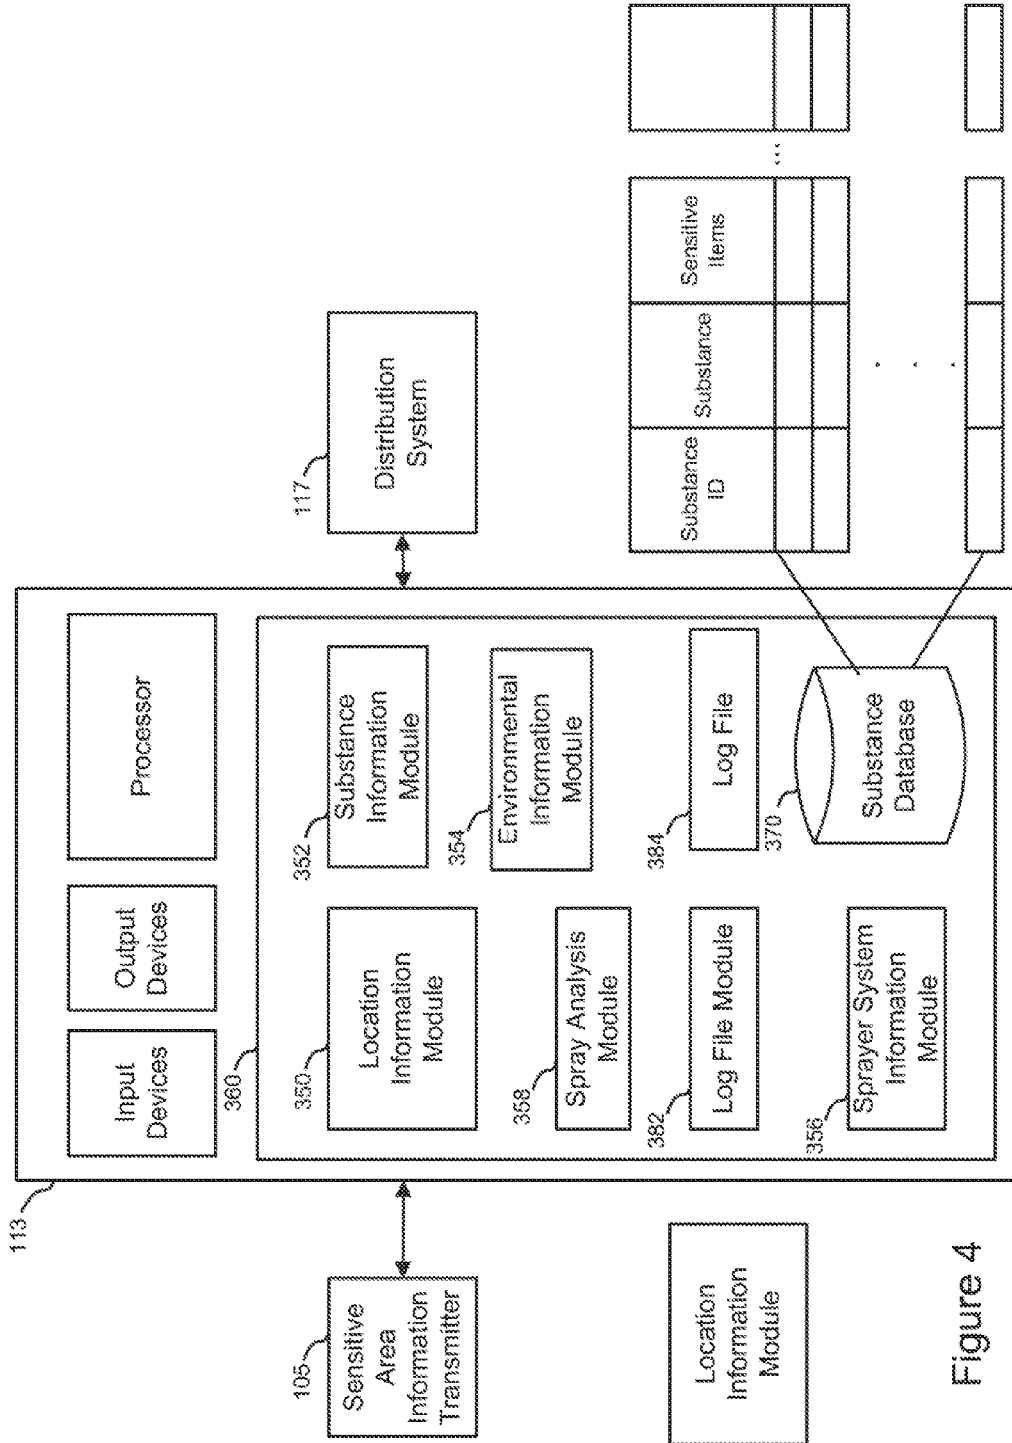 113
Input
Devices
Output
Devices
Processor
360
350
Location
Information
Module
352
Substance
Information
Module
358
Spray Analysis
Module
354
Environmental
Information
Module
382
Log File Module
384
Log File
356
Sprayer System
Information
Module
370
Substance
Database
105
Sensitive
Area
Information
Transmitter
117
Distribution
System
Location
Information
Module
Substance
ID
Substance
Sensitive
Items
...
. . .
Figure 4